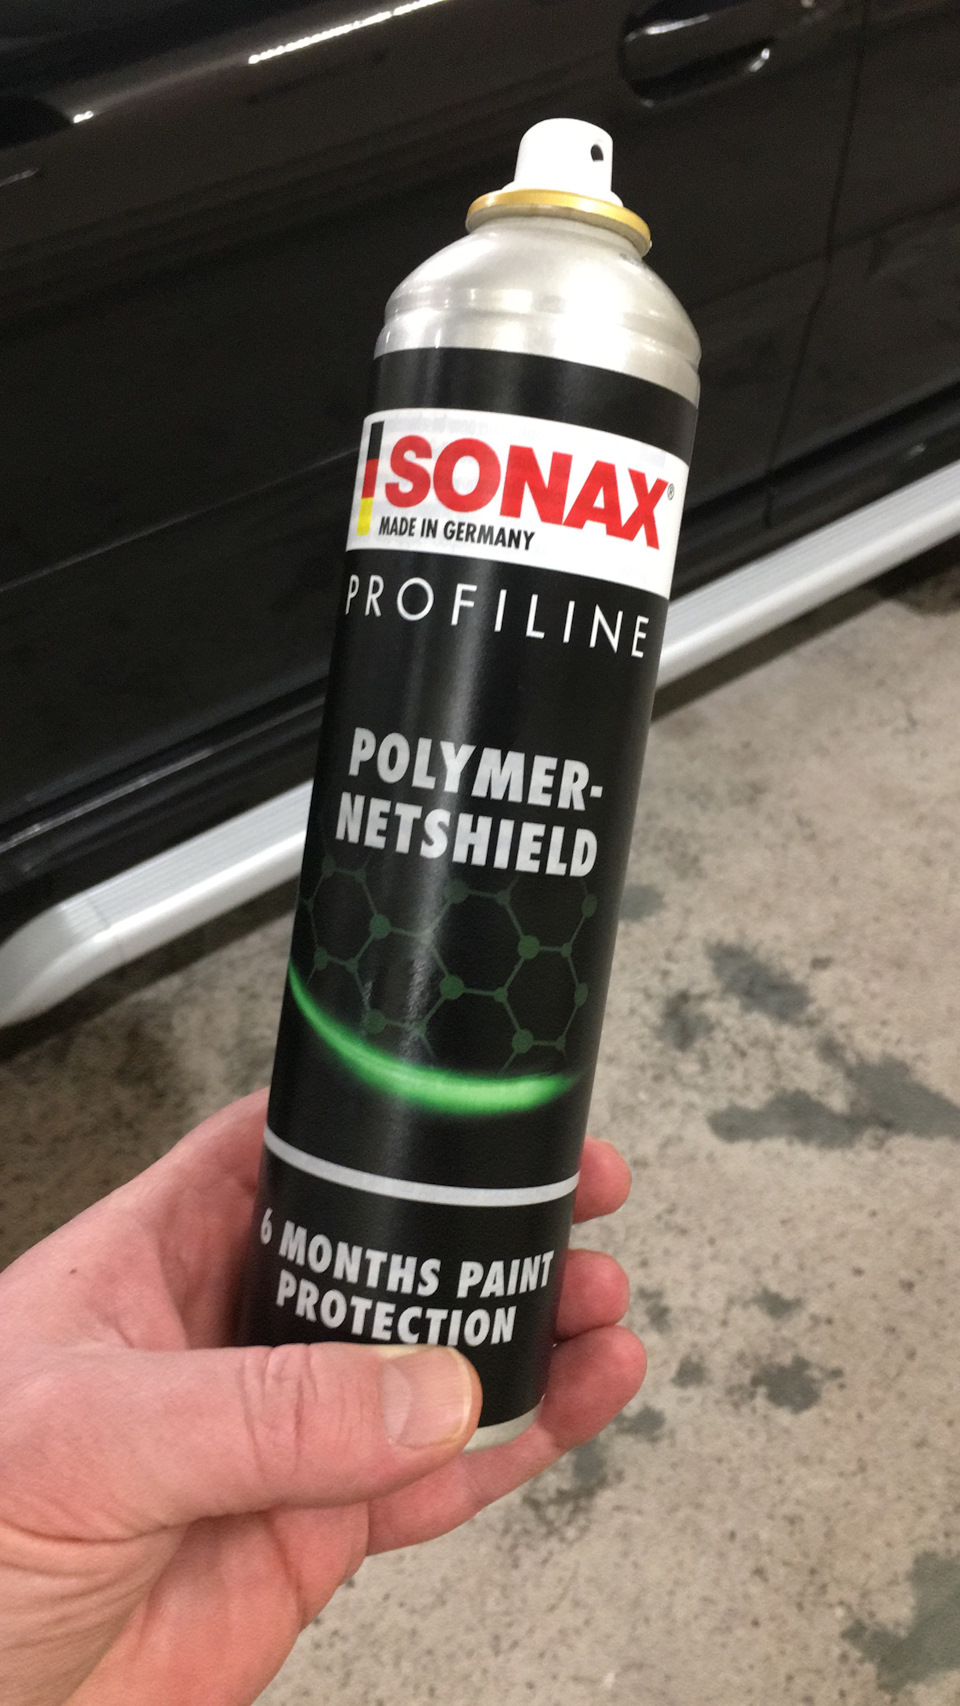 SONAX®
MADE IN GERMANY
PROFILINE
POLYMER-
NETSHIELD
6 MONTHS PAINT
PROTECTION